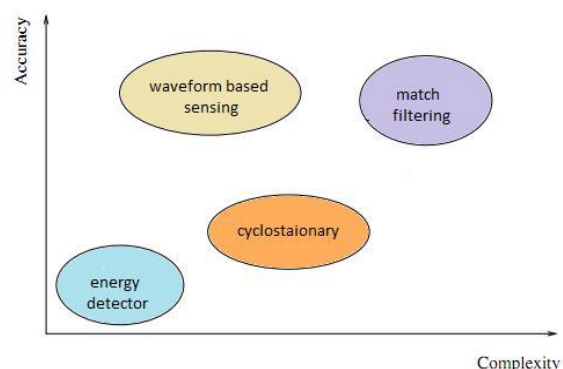 Accuracy
waveform based
sensing
match
filtering
cyclostaionary
energy
detector
Complexity